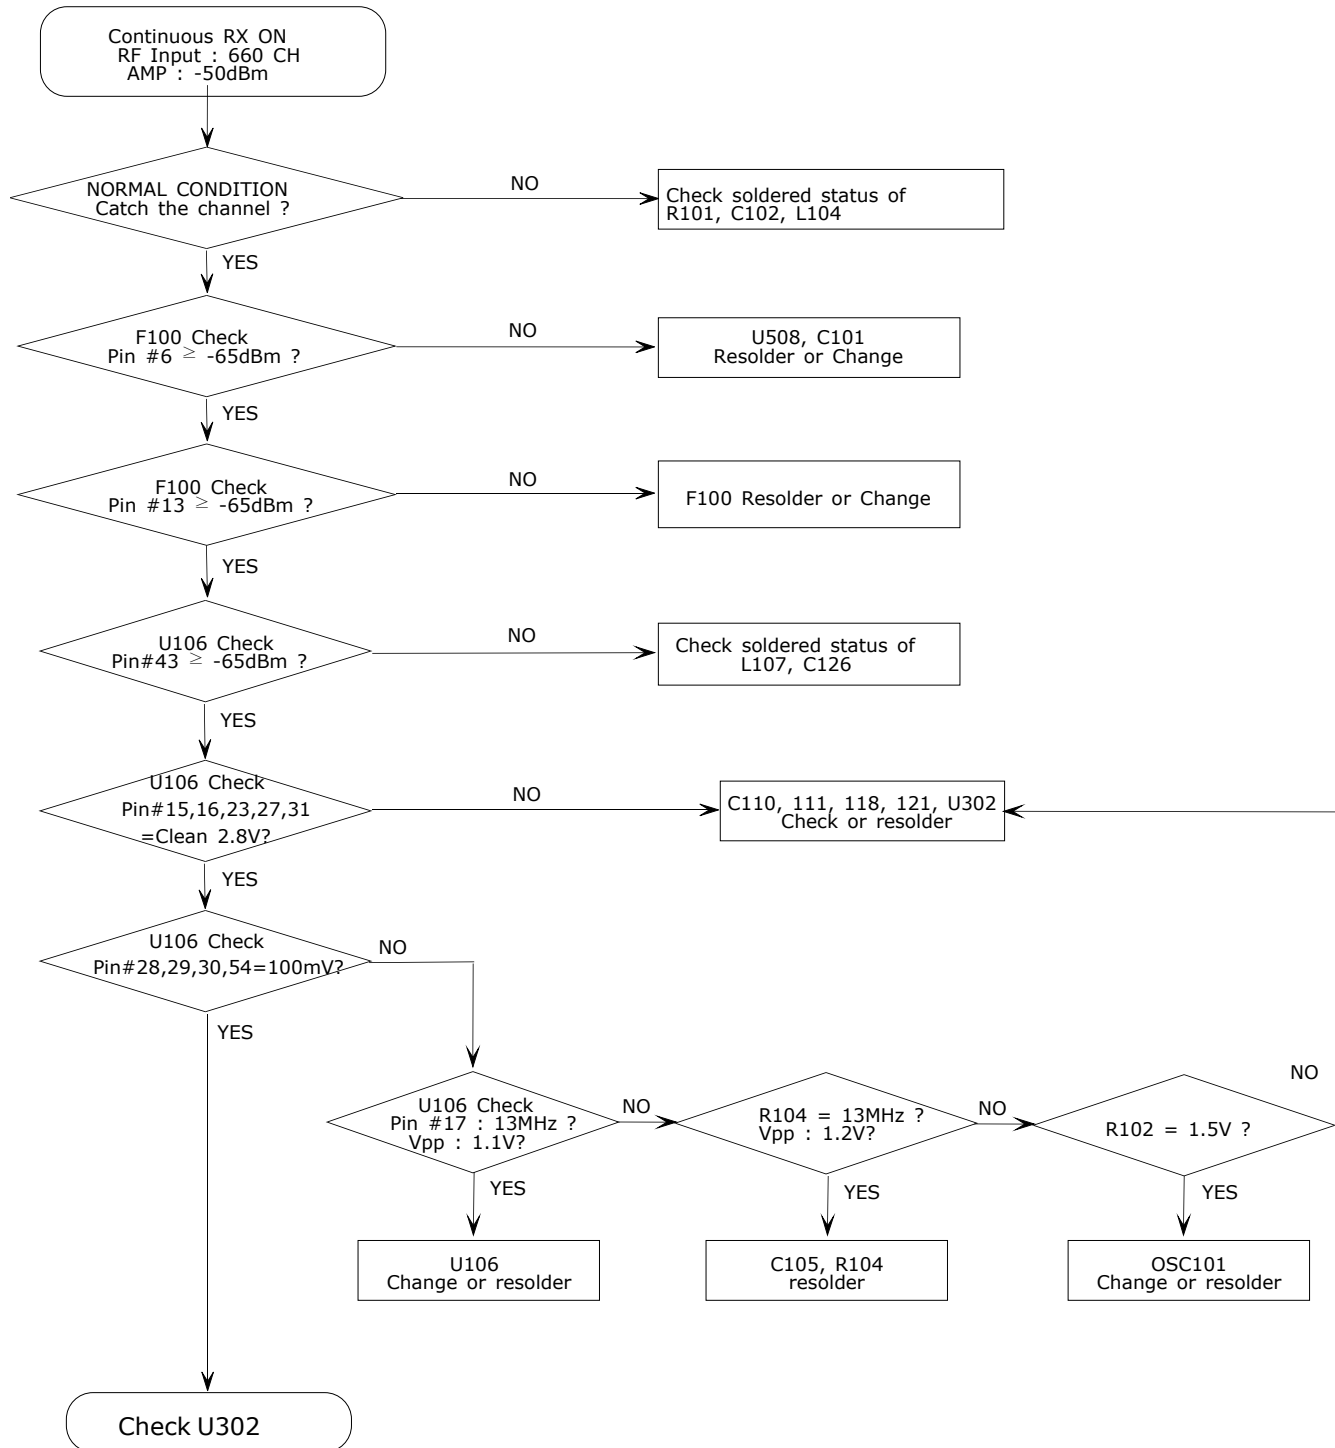 Continuous RX ON
RF Input : 660 CH
AMP : -50dBm
NORMAL CONDITION
Catch the channel ?
NO
Check soldered status of
R101, C102, L104
YES
F100 Check
Pin #6 ≥ -65dBm ?
NO
U508, C101
Resolder or Change
YES
F100 Check
Pin #13 ≥ -65dBm ?
NO
F100 Resolder or Change
YES
U106 Check
Pin#43 ≥ -65dBm ?
NO
Check soldered status of
L107, C126
YES
U106 Check
Pin#15,16,23,27,31
=Clean 2.8V?
NO
C110, 111, 118, 121, U302
Check or resolder
YES
U106 Check
Pin#28,29,30,54=100mV?
NO
YES
U106 Check
Pin #17 : 13MHz ?
Vpp : 1.1V?
NO
R104 = 13MHz ?
Vpp : 1.2V?
NO
R102 = 1.5V ?
NO
YES
YES
YES
U106
Change or resolder
C105, R104
resolder
OSC101
Change or resolder
Check U302